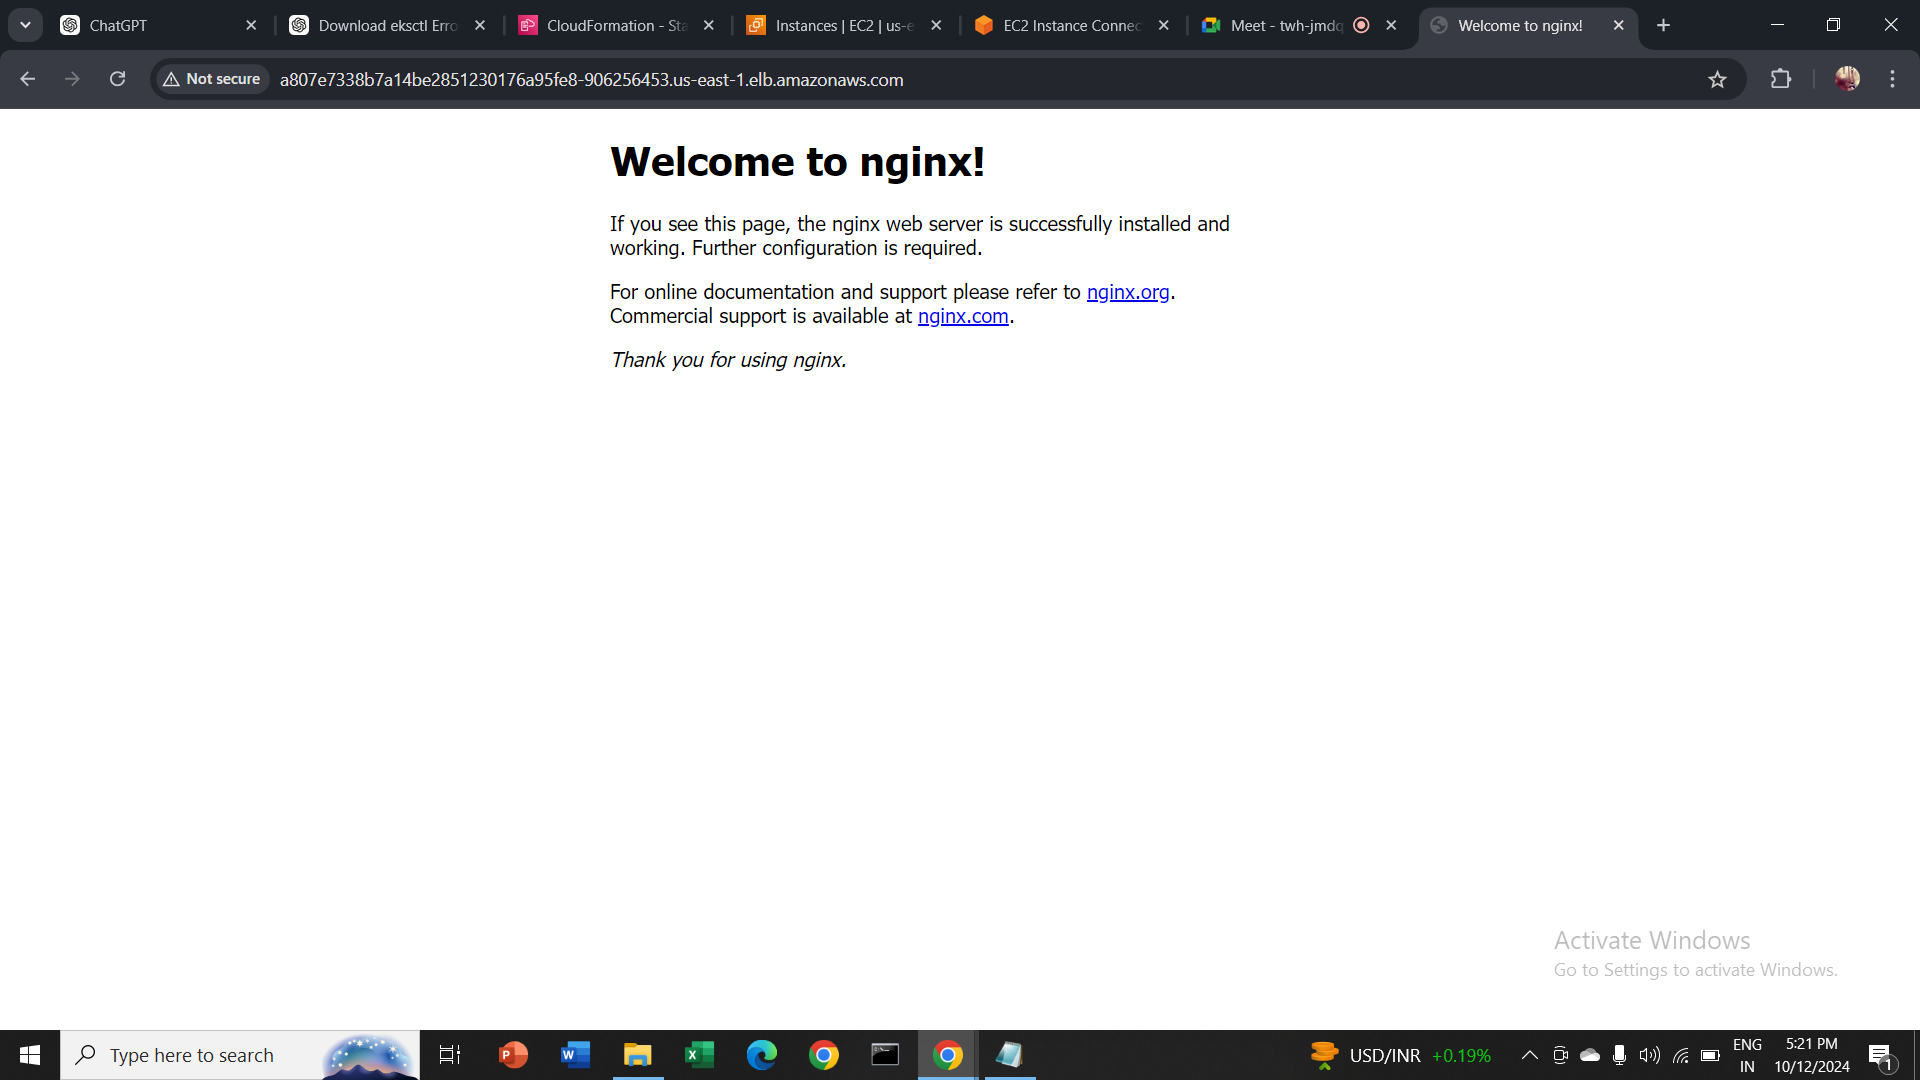 ChatGPT
Download eksctl Erro
CloudFormation - Sta
Instances | EC2 | us-e
EC2 Instance Connec
Meet - twh-jmdq
Welcome to nginx!
Not secure
a807e7338b7a14be2851230176a95fe8-906256453.us-east-1.elb.amazonaws.com
Welcome to nginx!
If you see this page, the nginx web server is successfully installed and
working. Further configuration is required.
For online documentation and support please refer to nginx.org.
Commercial support is available at nginx.com.
Thank you for using nginx.
Activate Windows
Go to Settings to activate Windows.
Type here to search
USD/INR +0.19%
ENG
IN
5:21 PM
10/12/2024
1